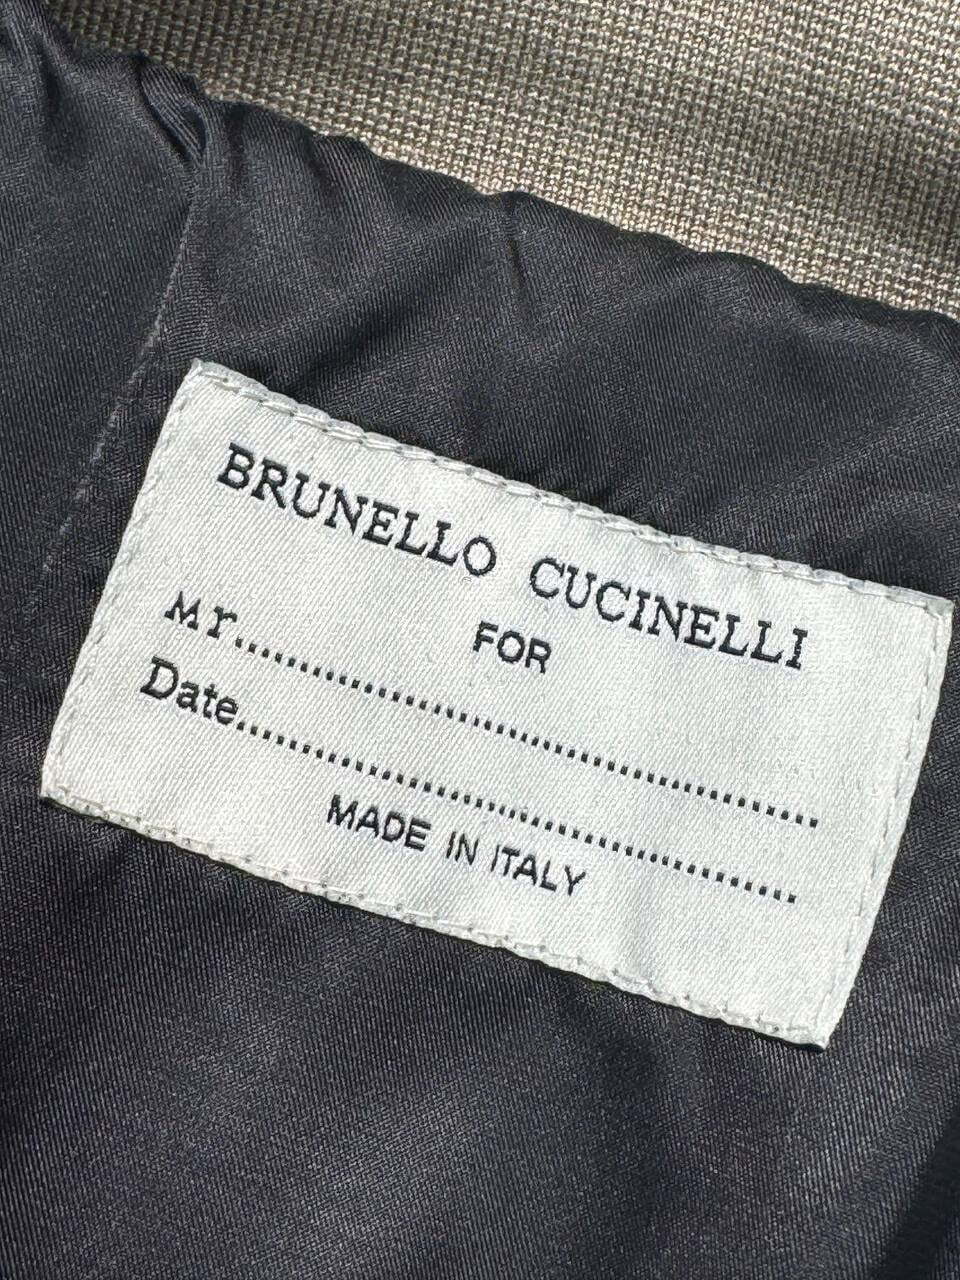 BRUNELLO CUCINELLI
FOR
Mr..............................................
Date..............................................
MADE IN ITALY